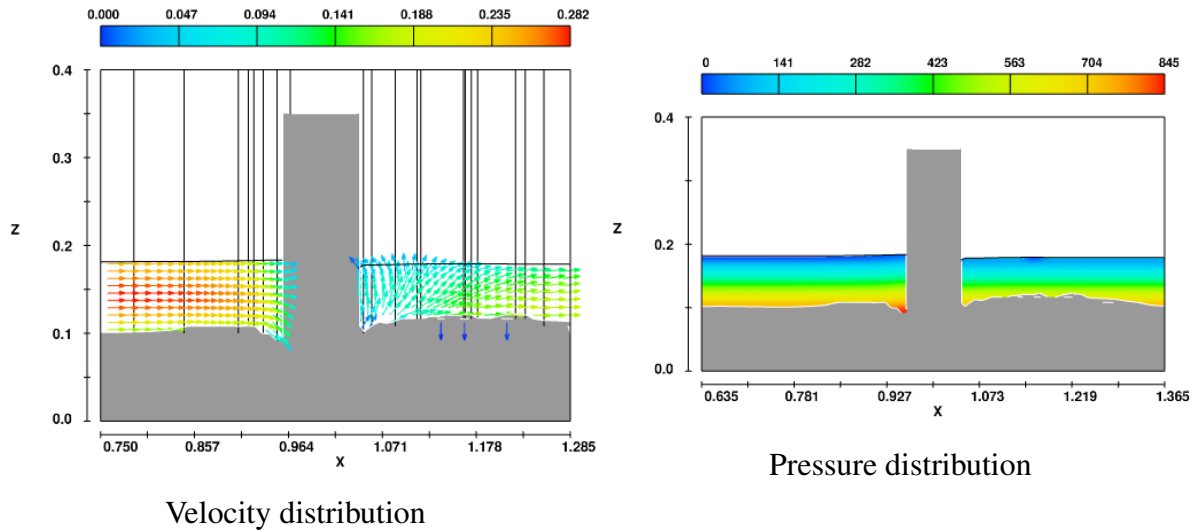 0.000 0.047 0.094 0.141 0.188 0.235 0.282
0.4
0.3
Z
0.2
0.1
0.0
0.750 0.857 0.964 1.071 1.178 1.285
X
Velocity distribution
0 141 282 423 563 704 845
0.4
Z
0.2
0.0
0.635 0.781 0.927 1.073 1.219 1.365
X
Pressure distribution